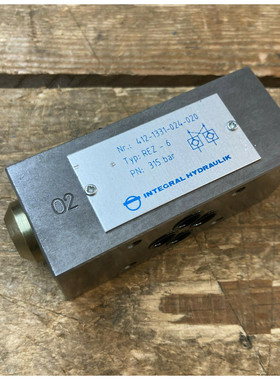 Nr.: 412-1331-024-020
Typ: REZ - 6
PN: 315 bar
INTEGRAL HYDRAULIK
02